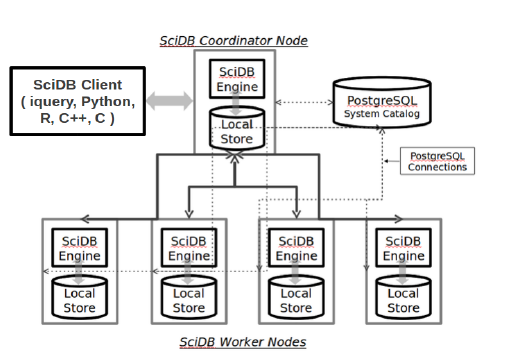 SciDB Coordinator Node
SciDB Client
( iquery, Python,
R, C++, C )
SciDB
Engine
Local
Store
PostgreSQL
System Catalog
PostgreSQL
Connections
SciDB
Engine
Local
Store
SciDB
Engine
Local
Store
SciDB
Engine
Local
Store
SciDB
Engine
Local
Store
SciDB Worker Nodes